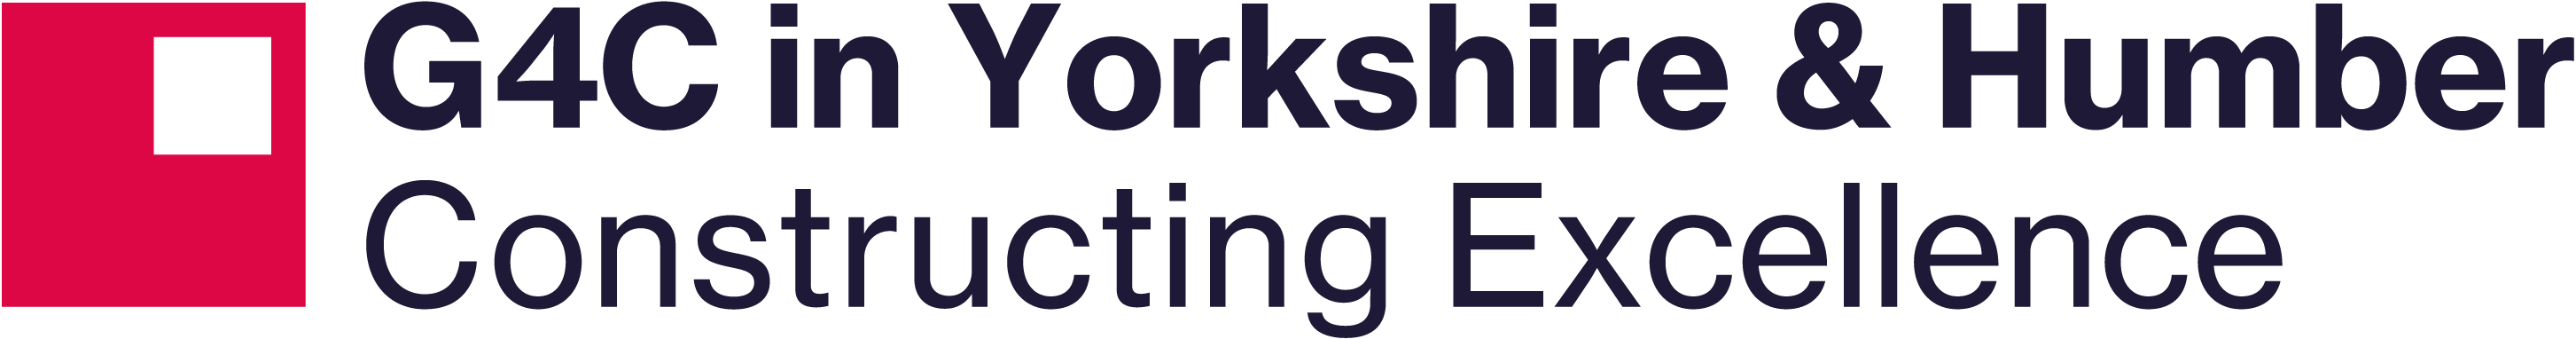 G4C in Yorkshire & Humber
Constructing Excellence